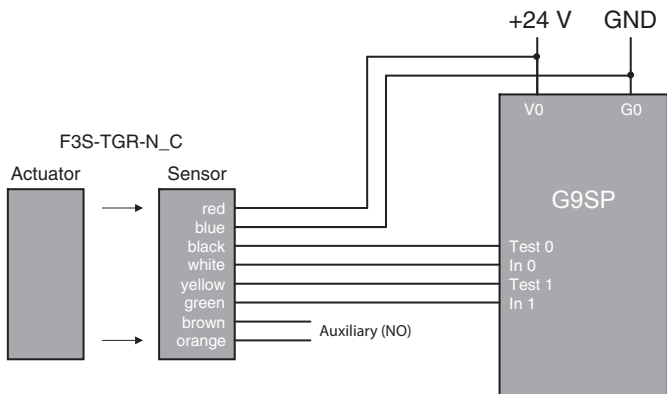 +24 V GND
V0 G0
F3S-TGR-N_C
Actuator Sensor
G9SP
red
blue
black
white
yellow
green
brown
orange
Test 0
In 0
Test 1
In 1
Auxiliary (NO)